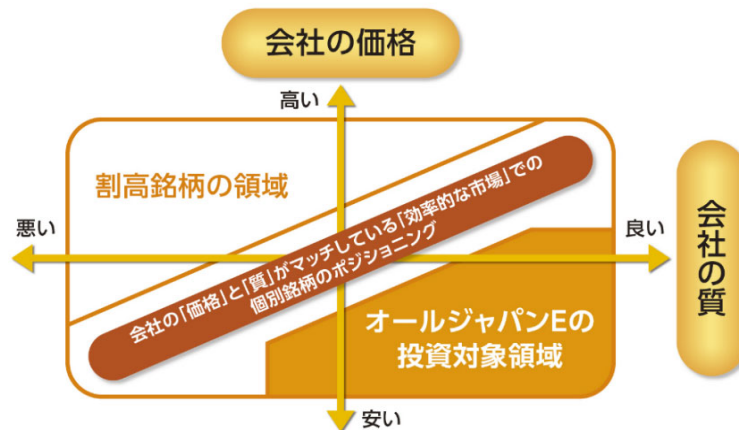 会社の価格
高い
割高銘柄の領域
悪い
会社の「価格」と「質」がマッチしている「効率的な市場」での
個別銘柄のポジショニング
良い
会社の質
オールジャパンEの
投資対象領域
安い